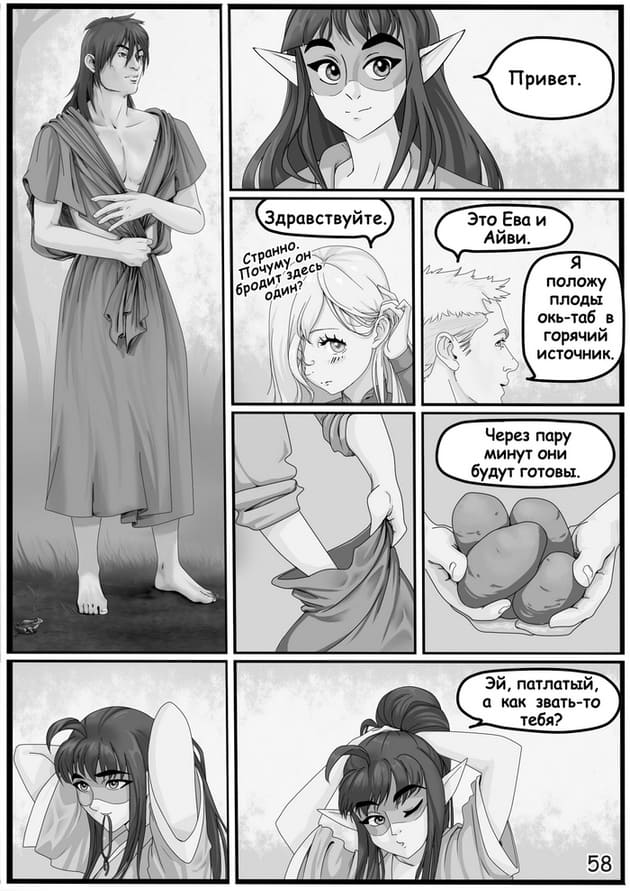 Привет.
Здравствуйте.
Странно.
Почуму он
бродит здесь
один?
Это Ева и
Айви.
Я
положу
плоды
окь-таб в
горячий
источник.
Через пару
минут они
будут готовы.
Эй, патлатый,
а как звать-то
тебя?
58